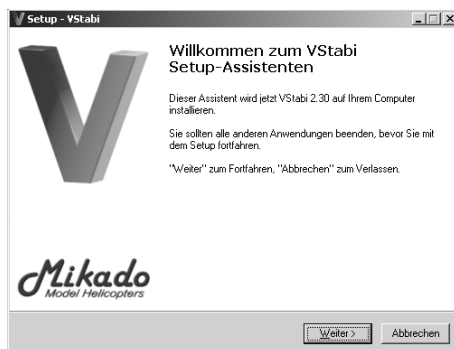 Setup - VStabi
Willkommen zum VStabi
Setup-Assistenten
Dieser Assistent wird jetzt VStabi 2.30 auf Ihrem Computer
installieren.
Sie sollten alle anderen Anwendungen beenden, bevor Sie mit
dem Setup fortfahren.
"Weiter" zum Fortfahren, "Abbrechen" zum Verlassen.
V
Mikado
Model Helicopters
Weiter >
Abbrechen